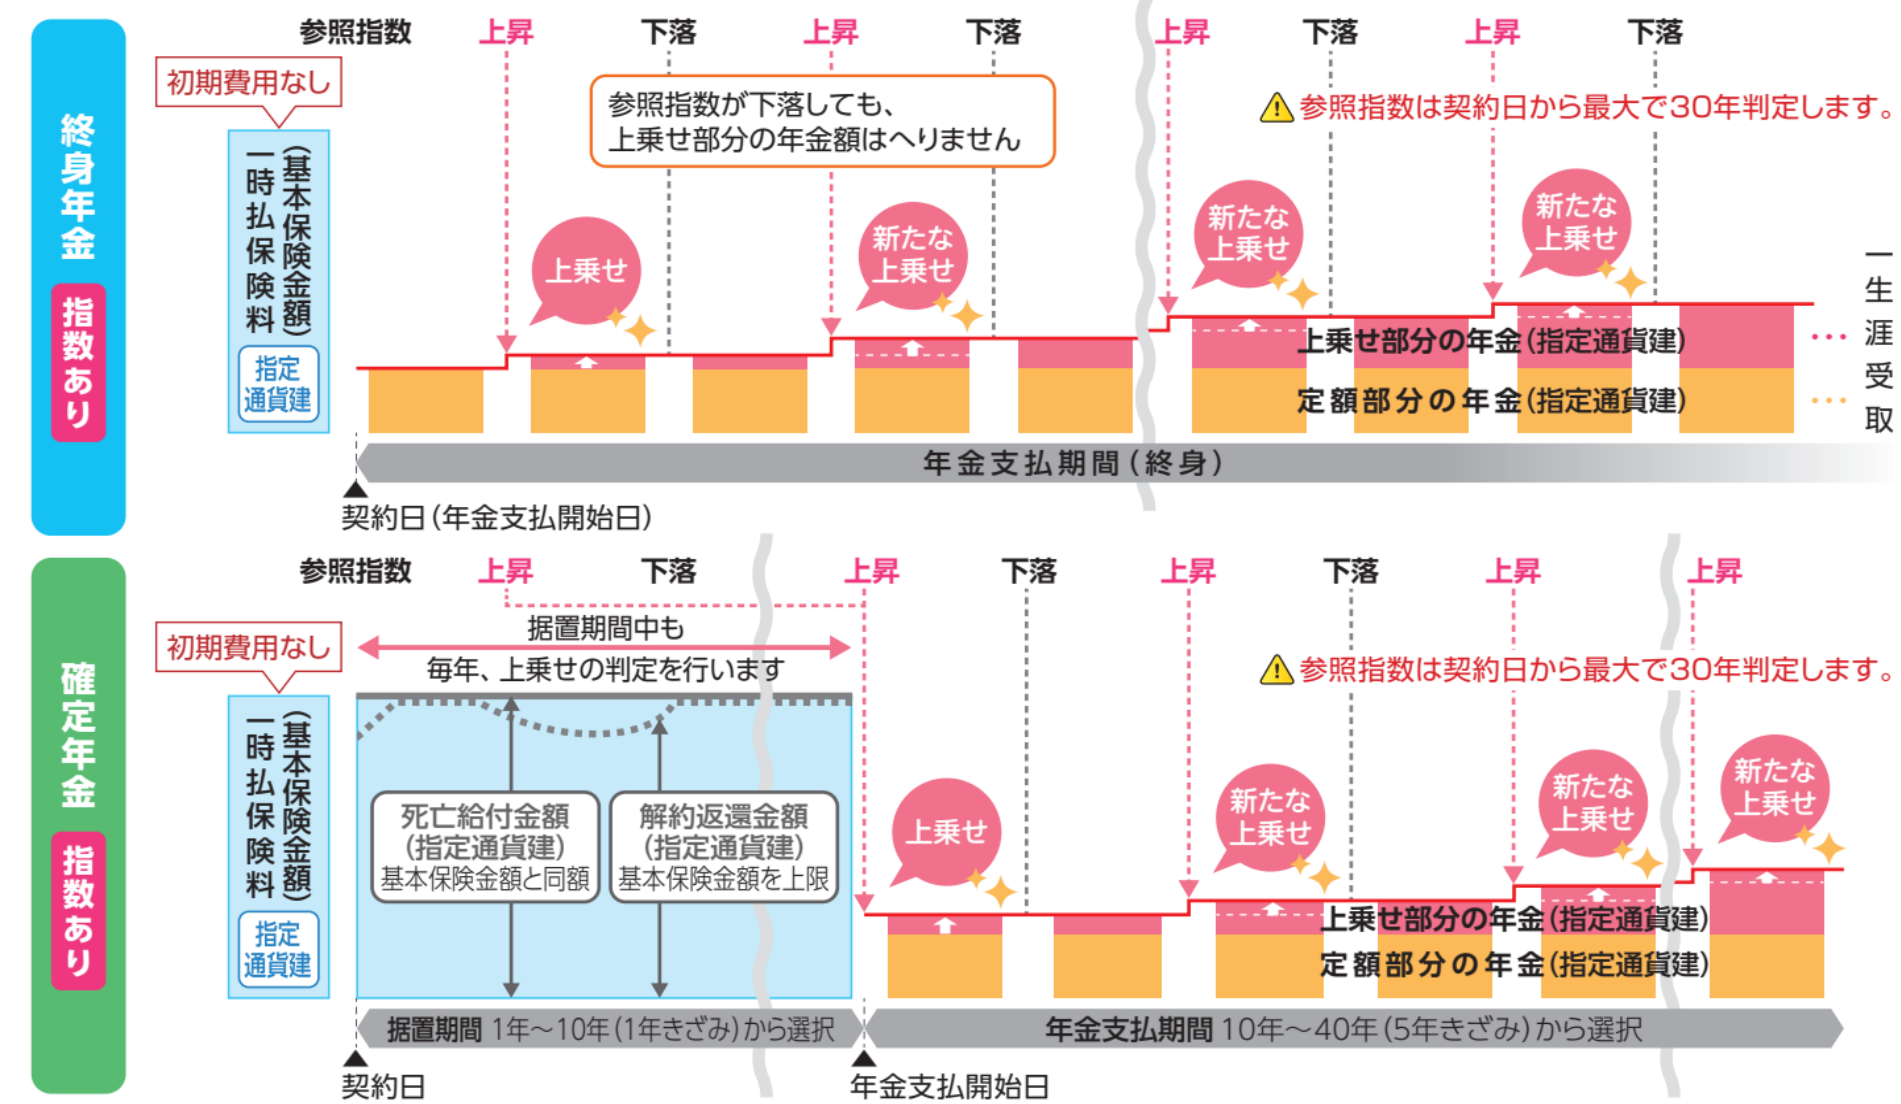 終身年金
指数あり
参照指数
上昇
下落
上昇
下落
上昇
下落
上昇
下落
初期費用なし
一時払保険料
(基本保険金額)
指定
通貨建
参照指数が下落しても、
上乗せ部分の年金額はへりません
⚠参照指数は契約日から最大で30年判定します。
上乗せ
新たな
上乗せ
新たな
上乗せ
新たな
上乗せ
上乗せ部分の年金(指定通貨建)
…
定額部分の年金(指定通貨建)
…
一生涯受取
年金支払期間(終身)
契約日(年金支払開始日)
確定年金
指数あり
参照指数
上昇
下落
上昇
下落
上昇
下落
上昇
上昇
初期費用なし
一時払保険料
(基本保険金額)
指定
通貨建
据置期間中も
毎年、上乗せの判定を行います
⚠参照指数は契約日から最大で30年判定します。
死亡給付金額
(指定通貨建)
基本保険金額と同額
解約返還金額
(指定通貨建)
基本保険金額を上限
上乗せ
新たな
上乗せ
新たな
上乗せ
新たな
上乗せ
上乗せ部分の年金(指定通貨建)
定額部分の年金(指定通貨建)
据置期間 1年~10年(1年きざみ)から選択
年金支払期間 10年~40年(5年きざみ)から選択
契約日
年金支払開始日